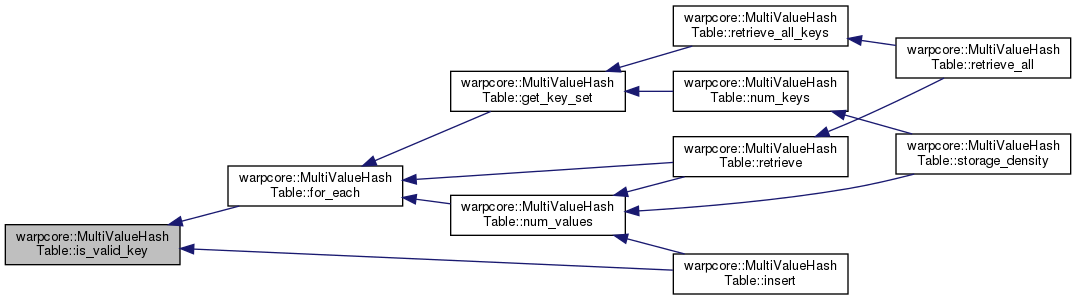 warpcore::MultiValueHash
Table::is_valid_key
warpcore::MultiValueHash
Table::for_each
warpcore::MultiValueHash
Table::get_key_set
warpcore::MultiValueHash
Table::num_values
warpcore::MultiValueHash
Table::retrieve_all_keys
warpcore::MultiValueHash
Table::num_keys
warpcore::MultiValueHash
Table::retrieve
warpcore::MultiValueHash
Table::insert
warpcore::MultiValueHash
Table::retrieve_all
warpcore::MultiValueHash
Table::storage_density